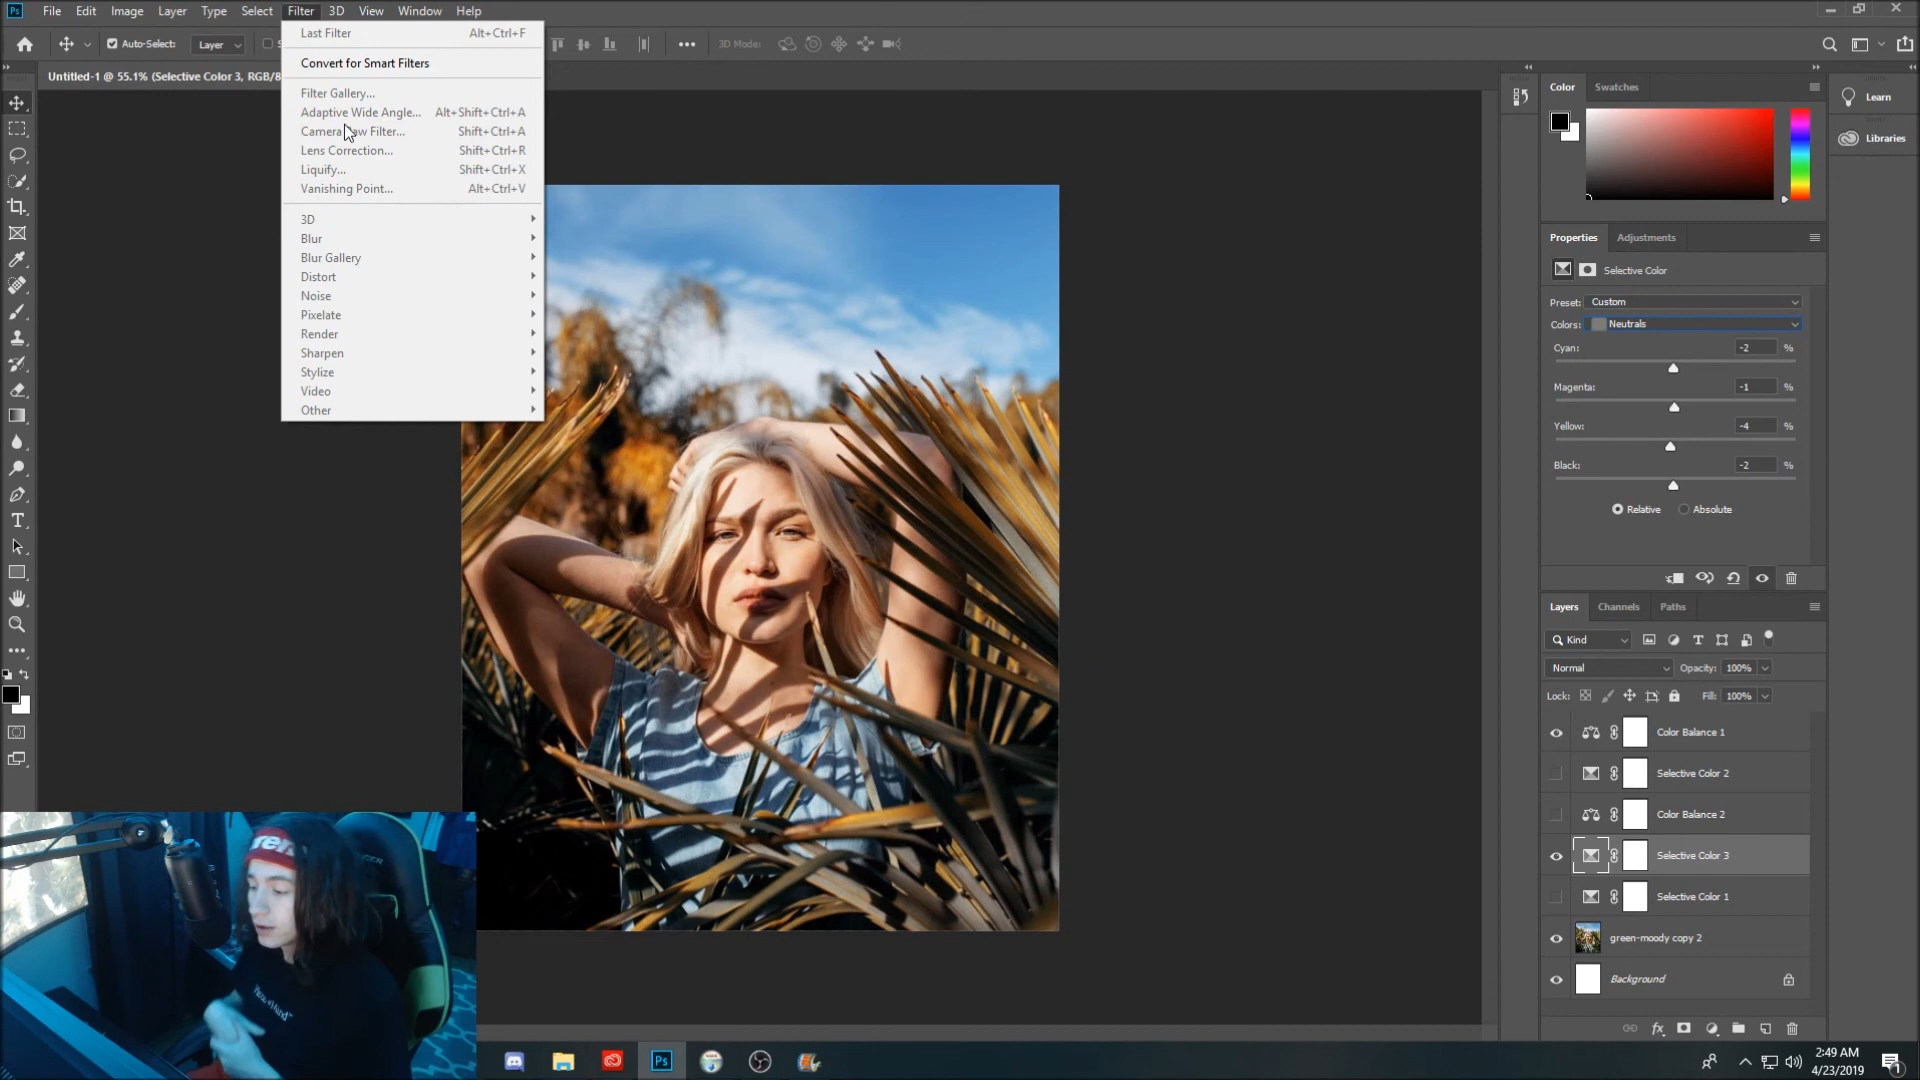 Ps File Edit Image Layer Type Select Filter 3D View Window Help
Auto-Select: Layer
3D Mode:
Untitled-1 @ 55.1% (Selective Color 3, RGB/8
Last Filter Alt+Ctrl+F
Convert for Smart Filters
Filter Gallery...
Adaptive Wide Angle... Alt+Shift+Ctrl+A
Camera Raw Filter... Shift+Ctrl+A
Lens Correction... Shift+Ctrl+R
Liquify... Shift+Ctrl+X
Vanishing Point... Alt+Ctrl+V
3D
Blur
Blur Gallery
Distort
Noise
Pixelate
Render
Sharpen
Stylize
Video
Other
Color Swatches
Learn
Libraries
Properties Adjustments
Selective Color
Preset: Custom
Colors: Neutrals
Cyan: -2 %
Magenta: -1 %
Yellow: -4 %
Black: -2 %
Relative Absolute
Layers Channels Paths
Kind
Normal Opacity: 100%
Lock: Fill: 100%
Color Balance 1
Selective Color 2
Color Balance 2
Selective Color 3
Selective Color 1
green-moody copy 2
Background
fx
Ps
2:49 AM
4/23/2019
1